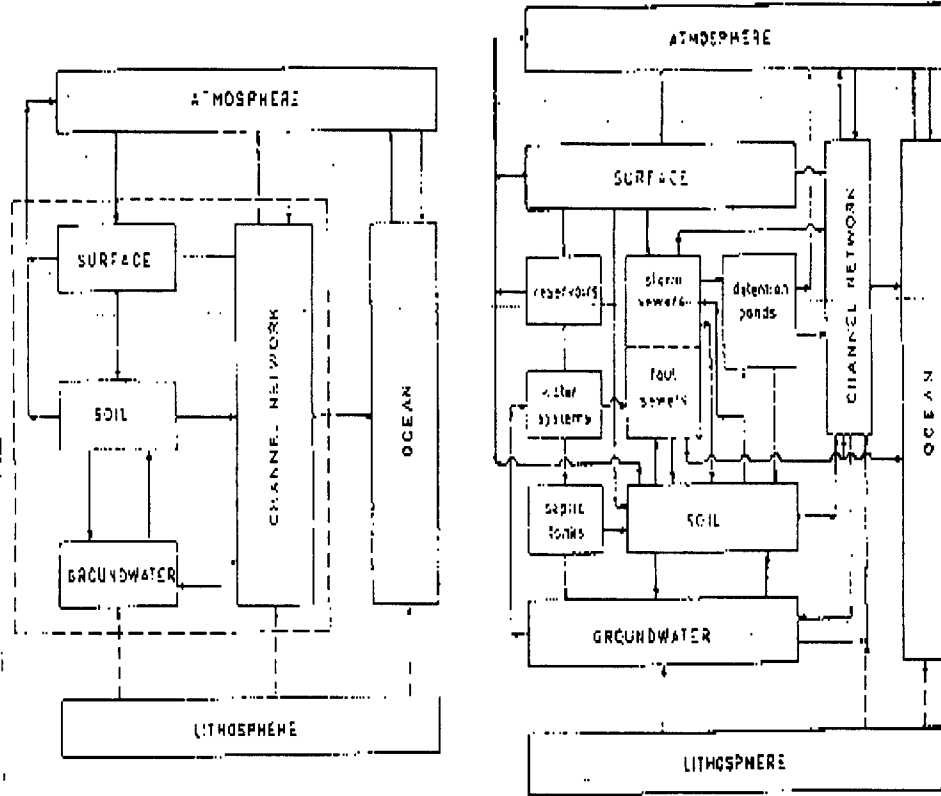 ATMOSPHERE
SURFACE
SOIL
GROUNDWATER
CHANNEL NETWORK
OCEAN
LITHOSPHERE
ATMOSPHERE
SURFACE
reservoirs
storm
sewers
detention
ponds
water
systems
foul
sewers
septic
tanks
SOIL
GROUNDWATER
CHANNEL NETWORK
OCEAN
LITHOSPHERE